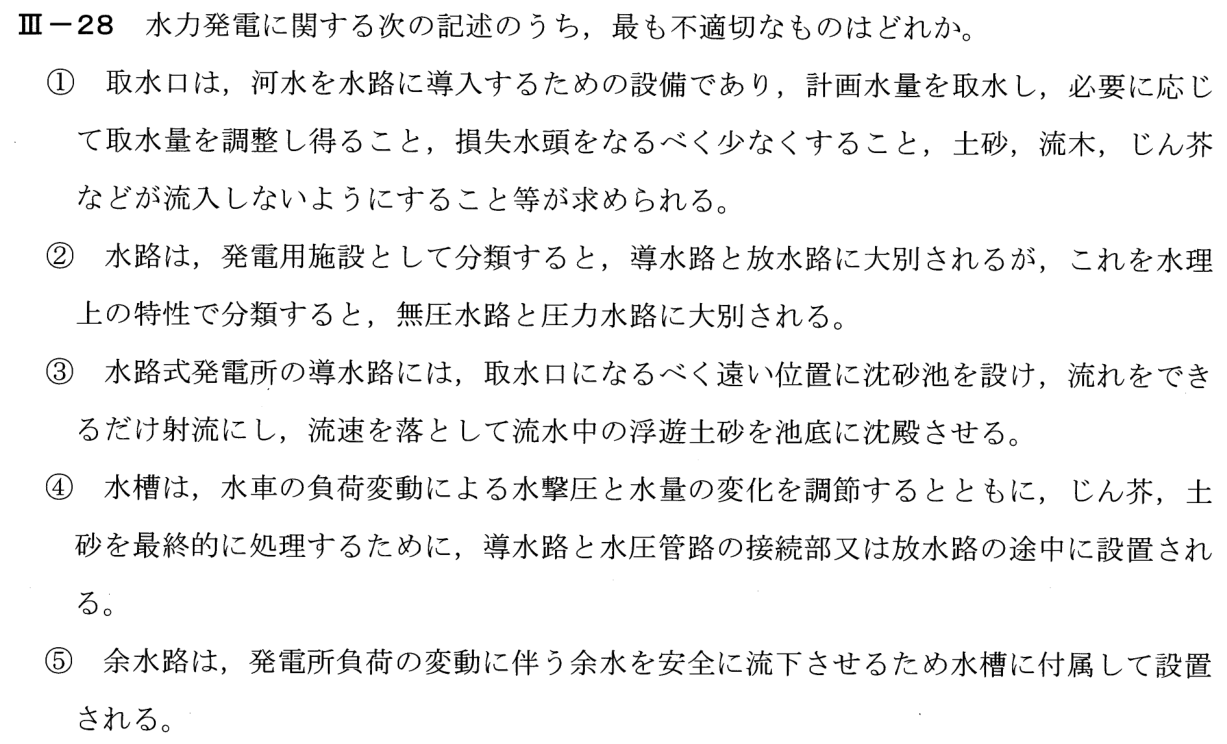 Ⅲ－28　水力発電に関する次の記述のうち，最も不適切なものはどれか。
①　取水口は，河水を水路に導入するための設備であり，計画水量を取水し，必要に応じ
て取水量を調整し得ること，損失水頭をなるべく少なくすること，土砂，流木，じん芥
などが流入しないようにすること等が求められる。
②　水路は，発電用施設として分類すると，導水路と放水路に大別されるが，これを水理
上の特性で分類すると，無圧水路と圧力水路に大別される。
③　水路式発電所の導水路には，取水口になるべく遠い位置に沈砂池を設け，流れをでき
るだけ射流にし，流速を落として流水中の浮遊土砂を池底に沈殿させる。
④　水槽は，水車の負荷変動による水撃圧と水量の変化を調節するとともに，じん芥，土
砂を最終的に処理するために，導水路と水圧管路の接続部又は放水路の途中に設置され
る。
⑤　余水路は，発電所負荷の変動に伴う余水を安全に流下させるため水槽に付属して設置
される。